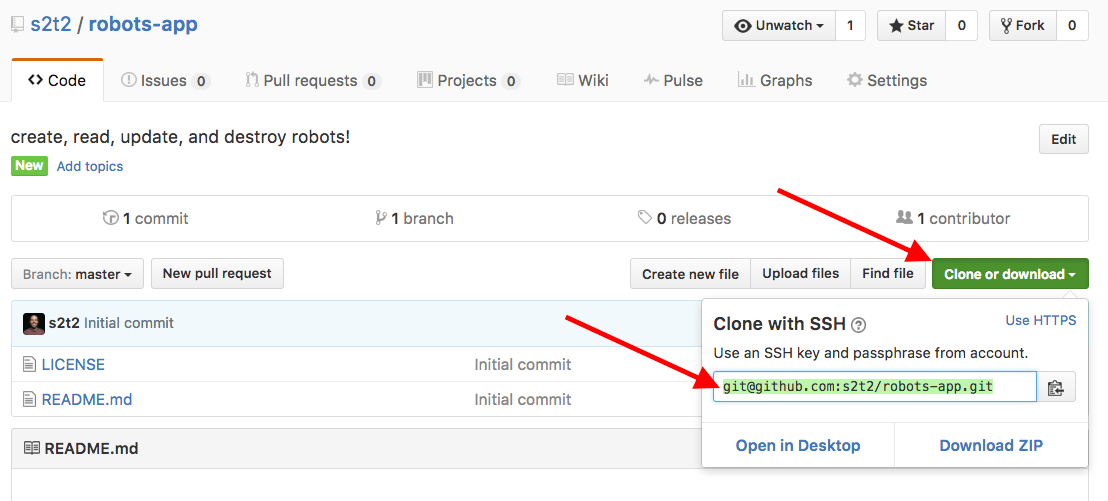 s2t2 / robots-app Unwatch 1 Star 0 Fork 0
Code Issues 0 Pull requests 0 Projects 0 Wiki Pulse Graphs Settings
create, read, update, and destroy robots! Edit
New Add topics
1 commit 1 branch 0 releases 1 contributor
Branch: master New pull request Create new file Upload files Find file Clone or download
s2t2 Initial commit
LICENSE Initial commit
README.md Initial commit
README.md
Clone with SSH ? Use HTTPS
Use an SSH key and passphrase from account.
git@github.com:s2t2/robots-app.git
Open in Desktop Download ZIP